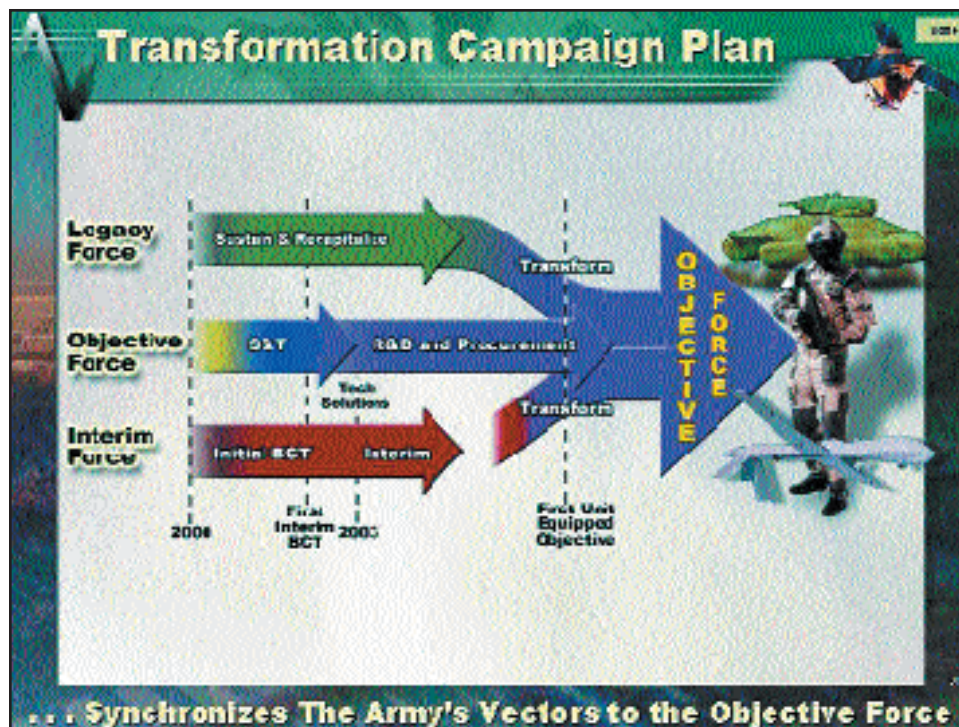 Transformation Campaign Plan
Legacy
Force
Sustain & Recapitalize
Transform
OBJECTIVE
FORCE
Objective
Force
S&T
R&D and Procurement
Tech
Solutions
Transform
Interim
Force
Initial BCT
Interim
2000
First
Interim
BCT
2003
First Unit
Equipped
Objective
. . . Synchronizes The Army's Vectors to the Objective Force